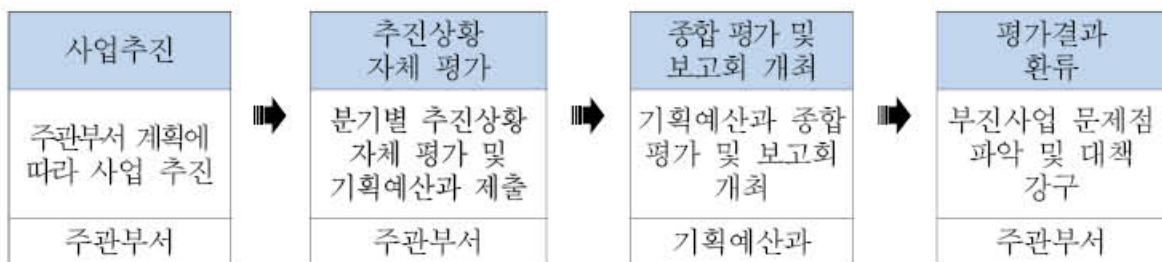 사업추진
주관부서 계획에
따라 사업 추진
주관부서
추진상황
자체 평가
분기별 추진상황
자체 평가 및
기획예산과 제출
주관부서
종합 평가 및
보고회 개최
기획예산과 종합
평가 및 보고회
개최
기획예산과
평가결과
환류
부진사업 문제점
파악 및 대책
강구
주관부서